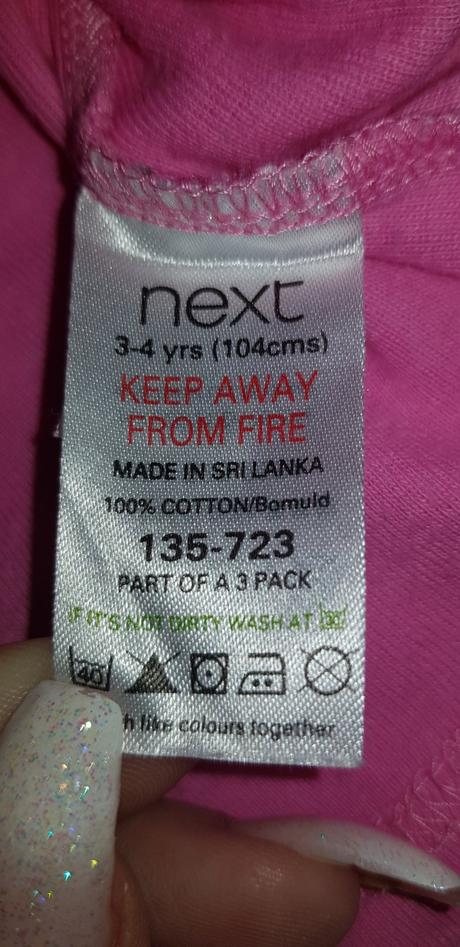 next
3-4 yrs (104cms)
KEEP AWAY
FROM FIRE
MADE IN SRI LANKA
100% COTTON/Bomuld
135-723
PART OF A 3 PACK
IF IT'S NOT DIRTY WASH AT 30
40
like colours together